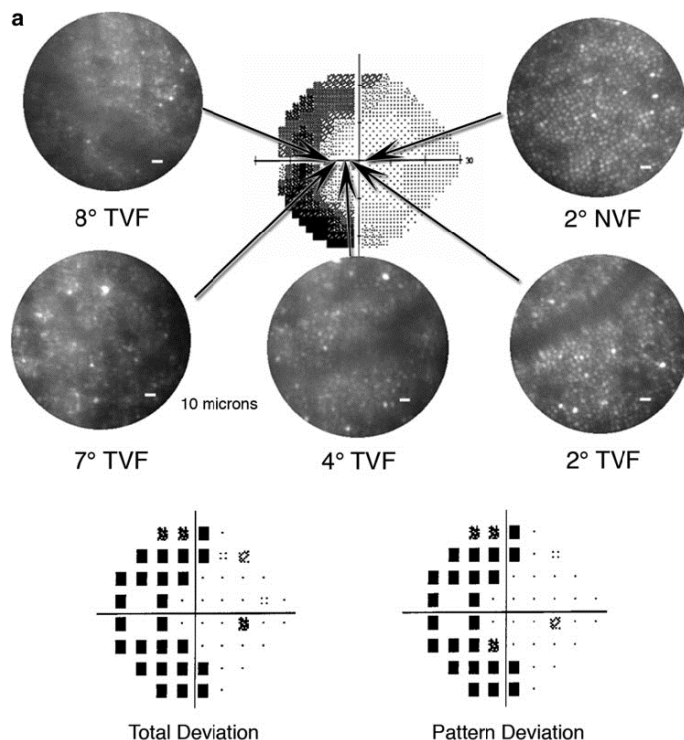 a
30
8° TVF
2° NVF
10 microns
7° TVF
4° TVF
2° TVF
Total Deviation
Pattern Deviation